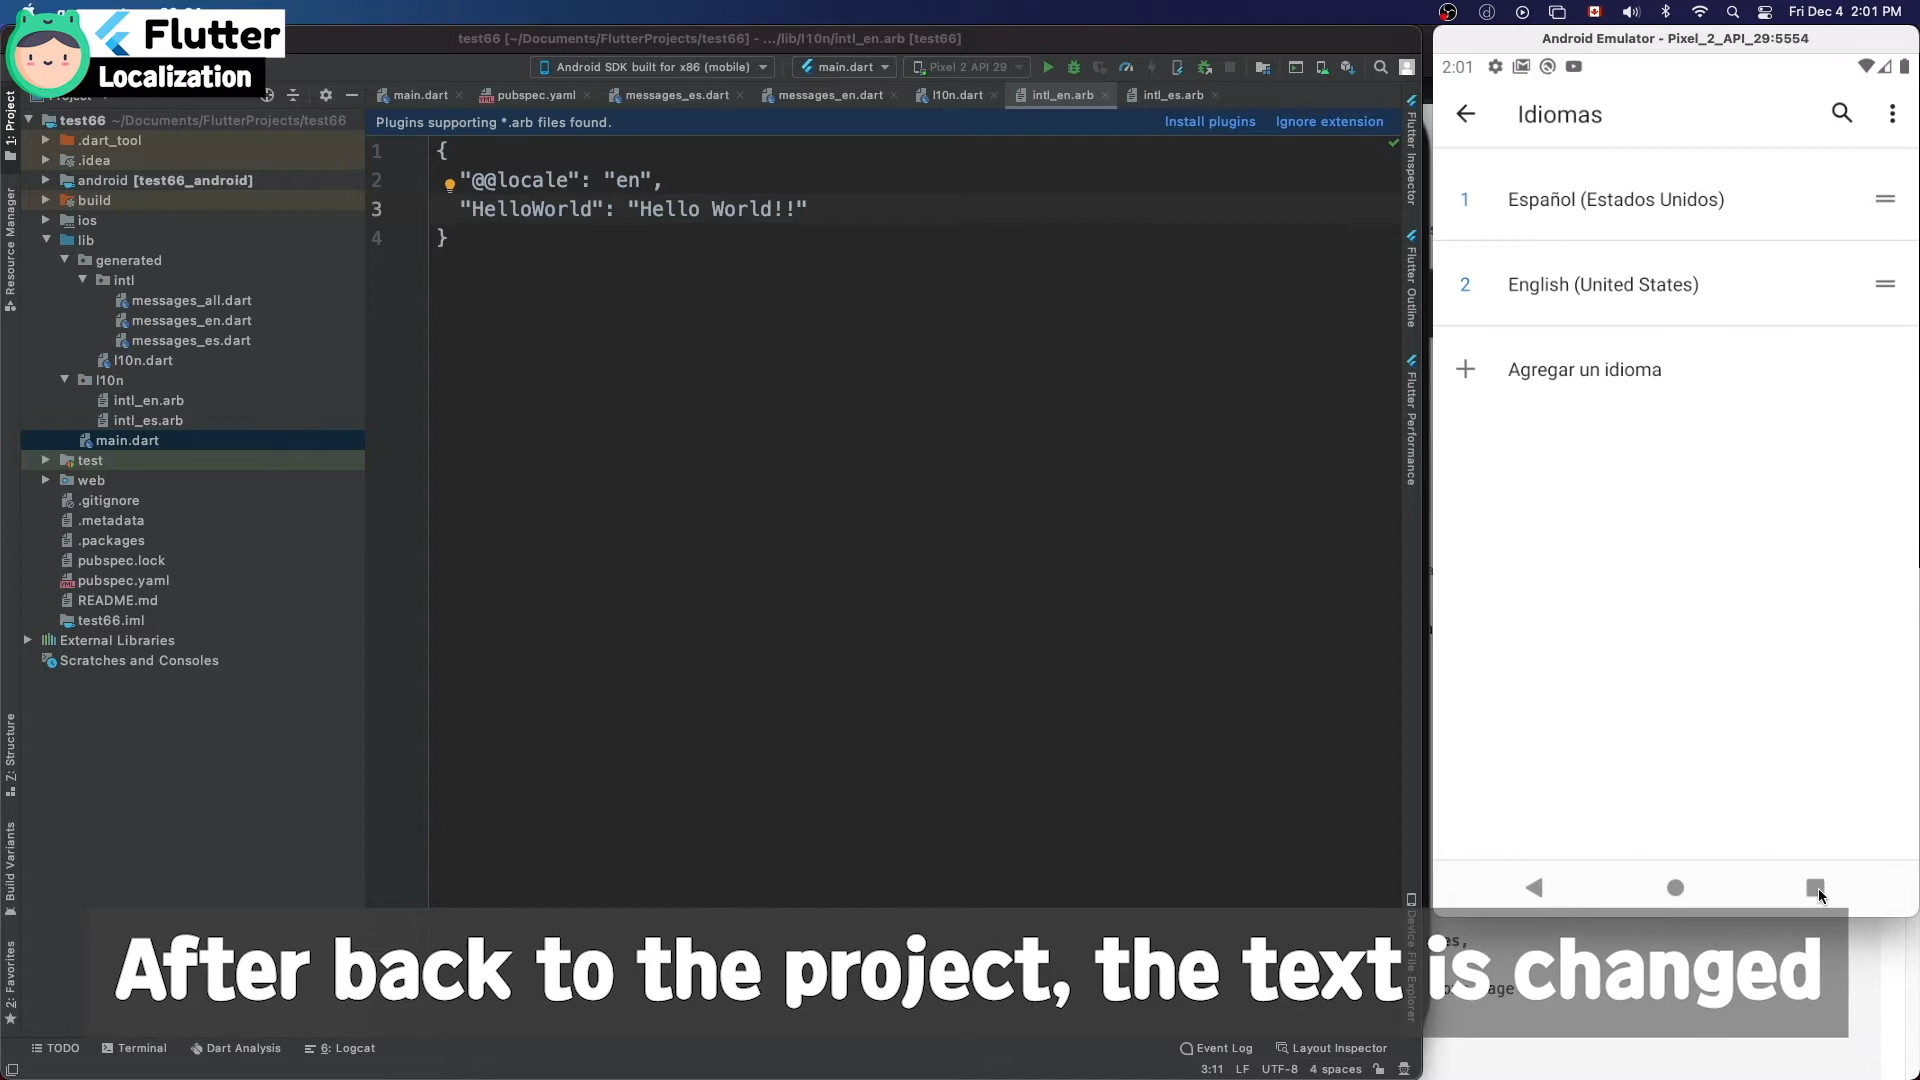 Fri Dec 4 2:01 PM
Flutter
Localization
test66 [~/Documents/FlutterProjects/test66] - .../lib/l10n/intl_en.arb [test66]
Android SDK built for x86 (mobile)
main.dart
Pixel 2 API 29
main.dart
pubspec.yaml
messages_es.dart
messages_en.dart
l10n.dart
intl_en.arb
intl_es.arb
Plugins supporting *.arb files found.
Install plugins
Ignore extension
1: Project
Resource Manager
Z: Structure
Build Variants
2: Favorites
test66 ~/Documents/FlutterProjects/test66
.dart_tool
.idea
android [test66_android]
build
ios
lib
generated
intl
messages_all.dart
messages_en.dart
messages_es.dart
l10n.dart
l10n
intl_en.arb
intl_es.arb
main.dart
test
web
.gitignore
.metadata
.packages
pubspec.lock
pubspec.yaml
README.md
test66.iml
External Libraries
Scratches and Consoles
1 {
2 "@@locale": "en",
3 "HelloWorld": "Hello World!!"
4 }
Flutter Inspector
Flutter Outline
Flutter Performance
Device File Explorer
Android Emulator - Pixel_2_API_29:5554
2:01
Idiomas
1 Español (Estados Unidos)
2 English (United States)
Agregar un idioma
After back to the project, the text is changed
TODO
Terminal
Dart Analysis
6: Logcat
Event Log
Layout Inspector
3:11 LF UTF-8 4 spaces